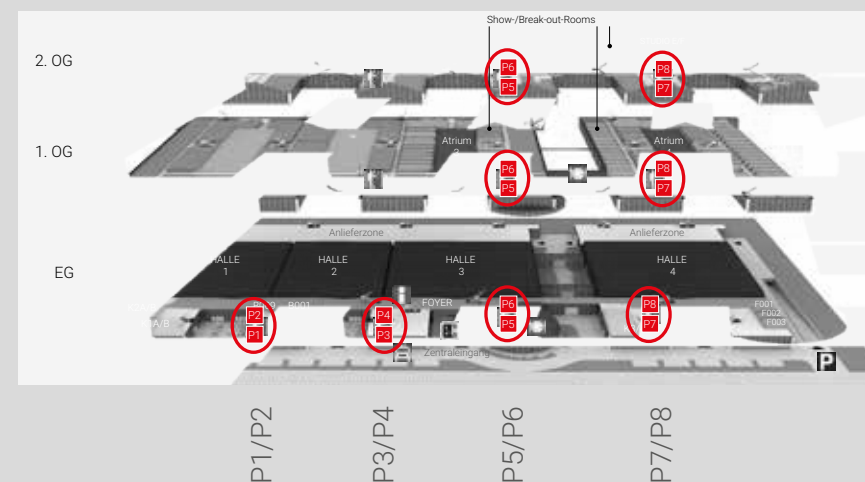 Show-/Break-out-Rooms
2. OG
P6
P5
P8
P7
1. OG
Atrium
Atrium
P6
P5
P8
P7
Anlieferzone
Anlieferzone
EG
HALLE
1
HALLE
2
HALLE
3
HALLE
4
FOYER
P2
P1
P4
P3
P6
P5
P8
P7
F001
F002
F003
Zentraleingang
P
P1/P2
P3/P4
P5/P6
P7/P8